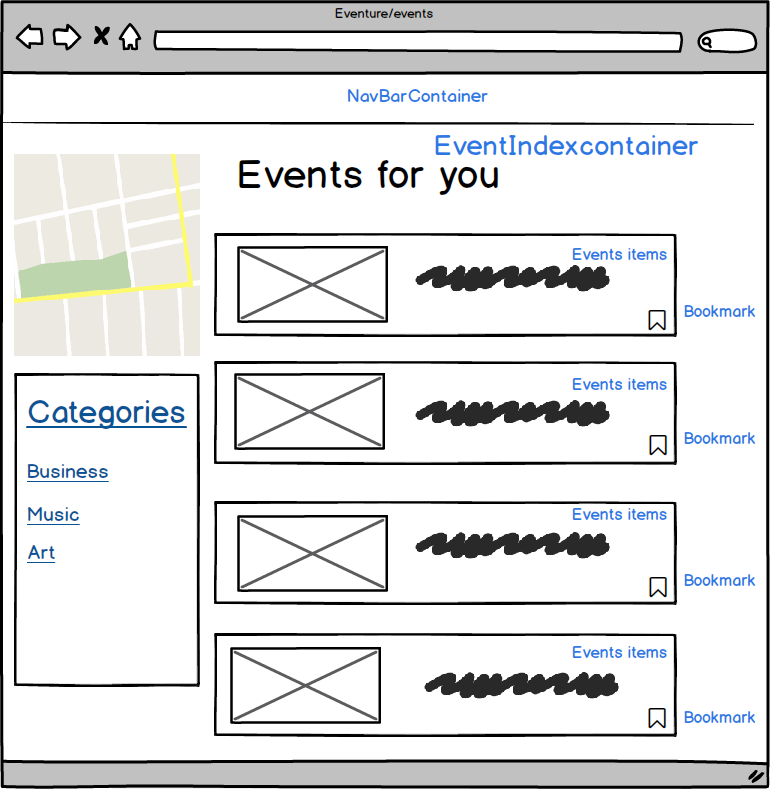 Eventure/events
NavBarContainer
EventIndexcontainer
Events for you
Events items
Bookmark
Categories
Business
Music
Art
Events items
Bookmark
Events items
Bookmark
Events items
Bookmark